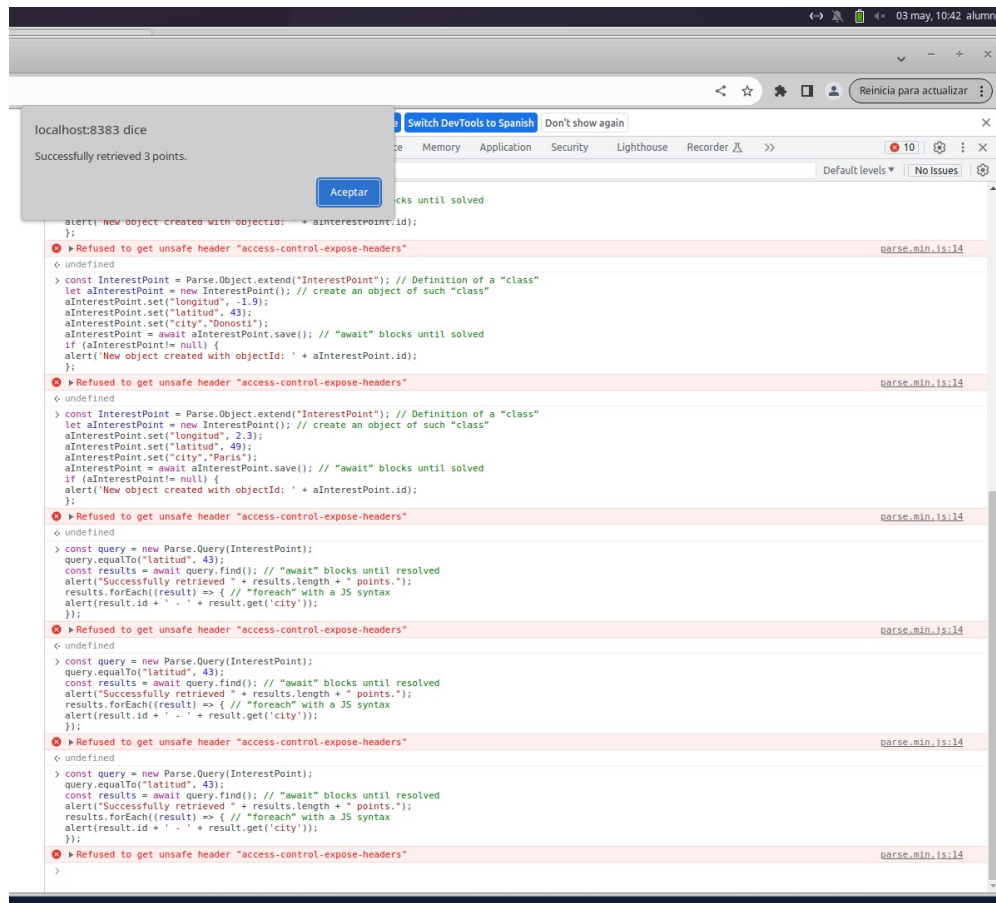 03 may, 10:42 alumn
Reinicia para actualizar
localhost:8383 dice
Successfully retrieved 3 points.
Aceptar
Switch DevTools to Spanish Don't show again
Memory Application Security Lighthouse Recorder >>
10
Default levels No Issues
cks until solved
alert('New object created with objectId: ' + aInterestPoint.id);
};
Refused to get unsafe header "access-control-expose-headers" parse.min.js:14
undefined
> const InterestPoint = Parse.Object.extend("InterestPoint"); // Definition of a “class”
let aInterestPoint = new InterestPoint(); // create an object of such “class”
aInterestPoint.set("longitud", -1.9);
aInterestPoint.set("latitud", 43);
aInterestPoint.set("city","Donosti");
aInterestPoint = await aInterestPoint.save(); // “await” blocks until solved
if (aInterestPoint!= null) {
alert('New object created with objectId: ' + aInterestPoint.id);
};
Refused to get unsafe header "access-control-expose-headers" parse.min.js:14
undefined
> const InterestPoint = Parse.Object.extend("InterestPoint"); // Definition of a “class”
let aInterestPoint = new InterestPoint(); // create an object of such “class”
aInterestPoint.set("longitud", 2.3);
aInterestPoint.set("latitud", 49);
aInterestPoint.set("city","Paris");
aInterestPoint = await aInterestPoint.save(); // “await” blocks until solved
if (aInterestPoint!= null) {
alert('New object created with objectId: ' + aInterestPoint.id);
};
Refused to get unsafe header "access-control-expose-headers" parse.min.js:14
undefined
> const query = new Parse.Query(InterestPoint);
query.equalTo("latitud", 43);
const results = await query.find(); // “await” blocks until resolved
alert("Successfully retrieved " + results.length + " points.");
results.forEach((result) => { // “foreach” with a JS syntax
alert(result.id + ' - ' + result.get('city'));
});
Refused to get unsafe header "access-control-expose-headers" parse.min.js:14
undefined
> const query = new Parse.Query(InterestPoint);
query.equalTo("latitud", 43);
const results = await query.find(); // “await” blocks until resolved
alert("Successfully retrieved " + results.length + " points.");
results.forEach((result) => { // “foreach” with a JS syntax
alert(result.id + ' - ' + result.get('city'));
});
Refused to get unsafe header "access-control-expose-headers" parse.min.js:14
undefined
> const query = new Parse.Query(InterestPoint);
query.equalTo("latitud", 43);
const results = await query.find(); // “await” blocks until resolved
alert("Successfully retrieved " + results.length + " points.");
results.forEach((result) => { // “foreach” with a JS syntax
alert(result.id + ' - ' + result.get('city'));
});
Refused to get unsafe header "access-control-expose-headers" parse.min.js:14
>